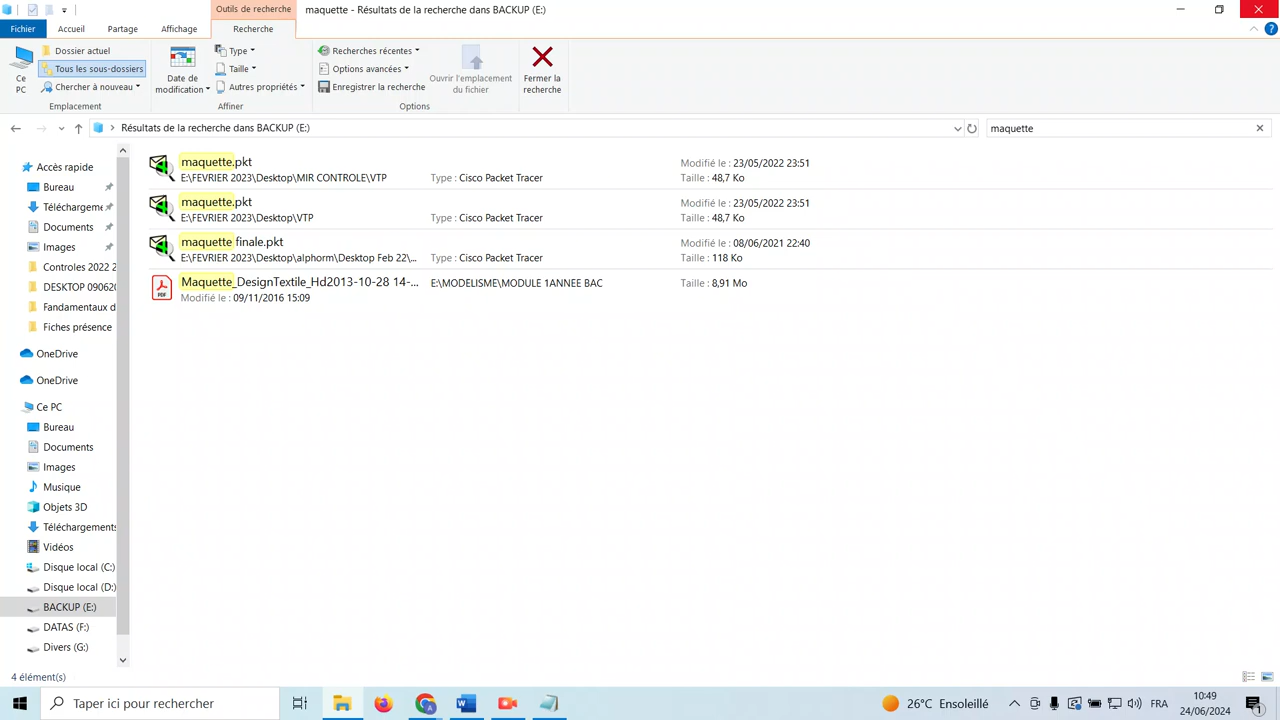 Outils de recherche
maquette - Résultats de la recherche dans BACKUP (E:)
Fichier
Accueil
Partage
Affichage
Recherche
Ce PC
Dossier actuel
Tous les sous-dossiers
Chercher à nouveau
Emplacement
Date de modification
Type
Taille
Autres propriétés
Affiner
Recherches récentes
Options avancées
Enregistrer la recherche
Ouvrir l'emplacement du fichier
Options
Fermer la recherche
Résultats de la recherche dans BACKUP (E:)
maquette
Accès rapide
Bureau
Téléchargeme
Documents
Images
Controles 2022 2
DESKTOP 090620
Fandamentaux d
Fiches présence
OneDrive
OneDrive
Ce PC
Bureau
Documents
Images
Musique
Objets 3D
Téléchargements
Vidéos
Disque local (C:)
Disque local (D:)
BACKUP (E:)
DATAS (F:)
Divers (G:)
maquette.pkt
Modifié le : 23/05/2022 23:51
E:\FEVRIER 2023\Desktop\MIR CONTROLE\VTP
Type : Cisco Packet Tracer
Taille : 48,7 Ko
maquette.pkt
Modifié le : 23/05/2022 23:51
E:\FEVRIER 2023\Desktop\VTP
Type : Cisco Packet Tracer
Taille : 48,7 Ko
maquette finale.pkt
Modifié le : 08/06/2021 22:40
E:\FEVRIER 2023\Desktop\alphorm\Desktop Feb 22\...
Type : Cisco Packet Tracer
Taille : 118 Ko
PDF
Maquette_DesignTextile_Hd2013-10-28 14-...
E:\MODELISME\MODULE 1ANNEE BAC
Taille : 8,91 Mo
Modifié le : 09/11/2016 15:09
4 élément(s)
Taper ici pour rechercher
26°C Ensoleillé
FRA
10:49
24/06/2024
1